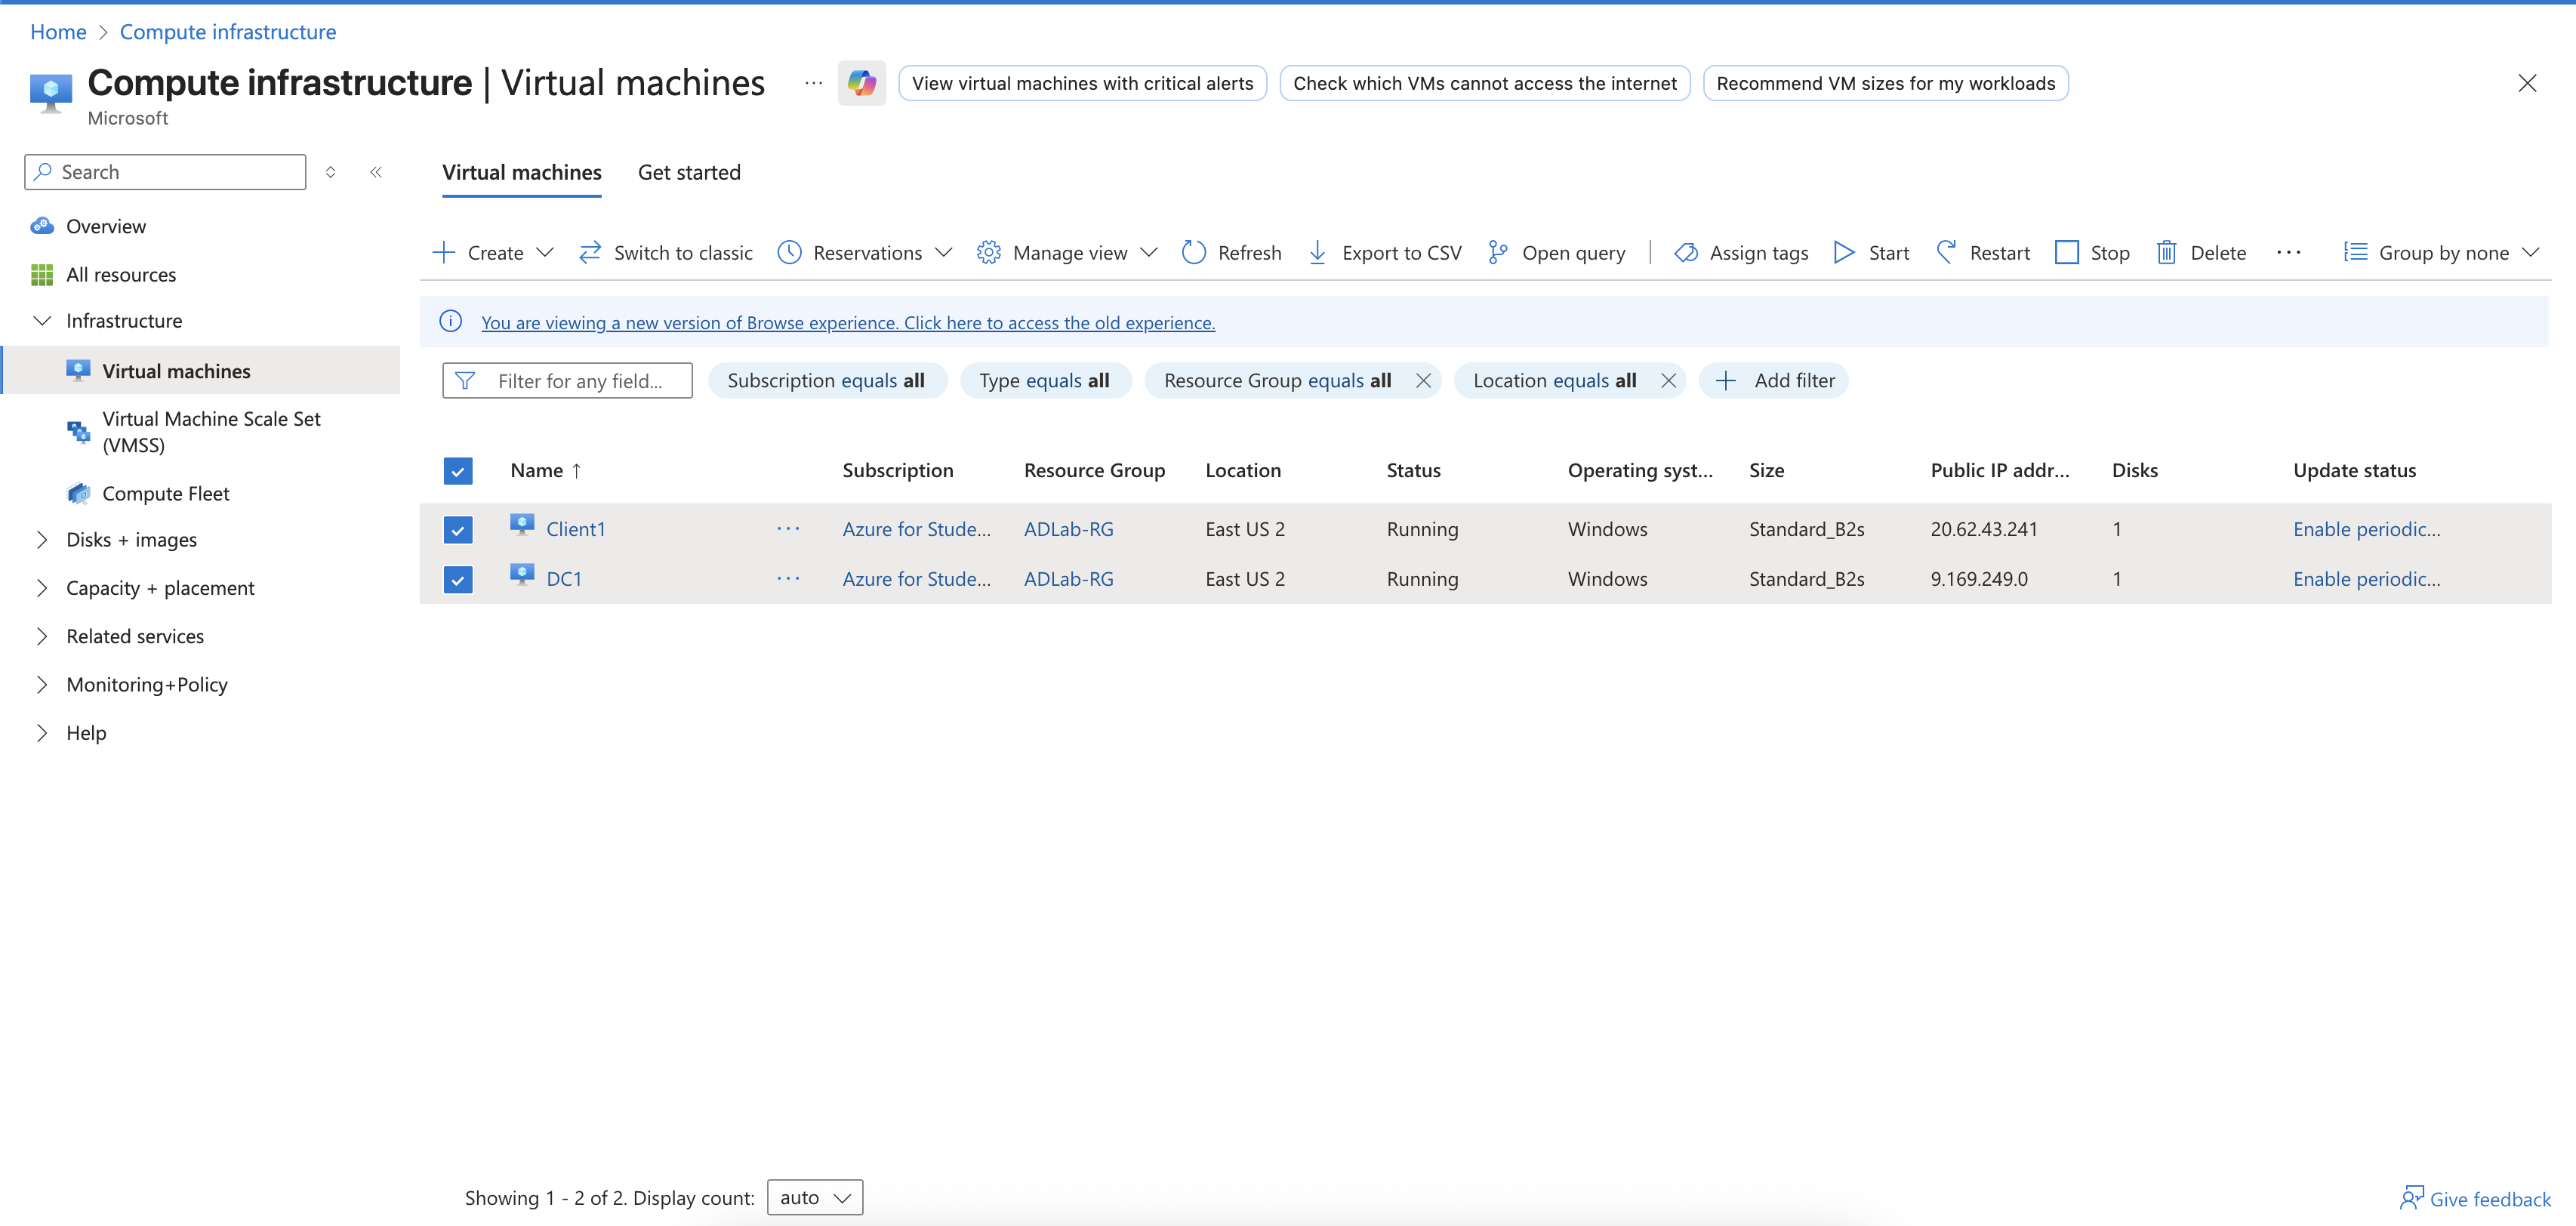 Home > Compute infrastructure
Compute infrastructure | Virtual machines
Microsoft
View virtual machines with critical alerts
Check which VMs cannot access the internet
Recommend VM sizes for my workloads
Search
Overview
All resources
Infrastructure
Virtual machines
Virtual Machine Scale Set
(VMSS)
Compute Fleet
Disks + images
Capacity + placement
Related services
Monitoring+Policy
Help
Virtual machines Get started
Create Switch to classic Reservations Manage view Refresh Export to CSV Open query | Assign tags Start Restart Stop Delete ... Group by none
You are viewing a new version of Browse experience. Click here to access the old experience.
Filter for any field... Subscription equals all Type equals all Resource Group equals all Location equals all Add filter
Name ↑ Subscription Resource Group Location Status Operating syst... Size Public IP addr... Disks Update status
Client1 ... Azure for Stude... ADLab-RG East US 2 Running Windows Standard_B2s 20.62.43.241 1 Enable periodic...
DC1 ... Azure for Stude... ADLab-RG East US 2 Running Windows Standard_B2s 9.169.249.0 1 Enable periodic...
Showing 1 - 2 of 2. Display count: auto
Give feedback